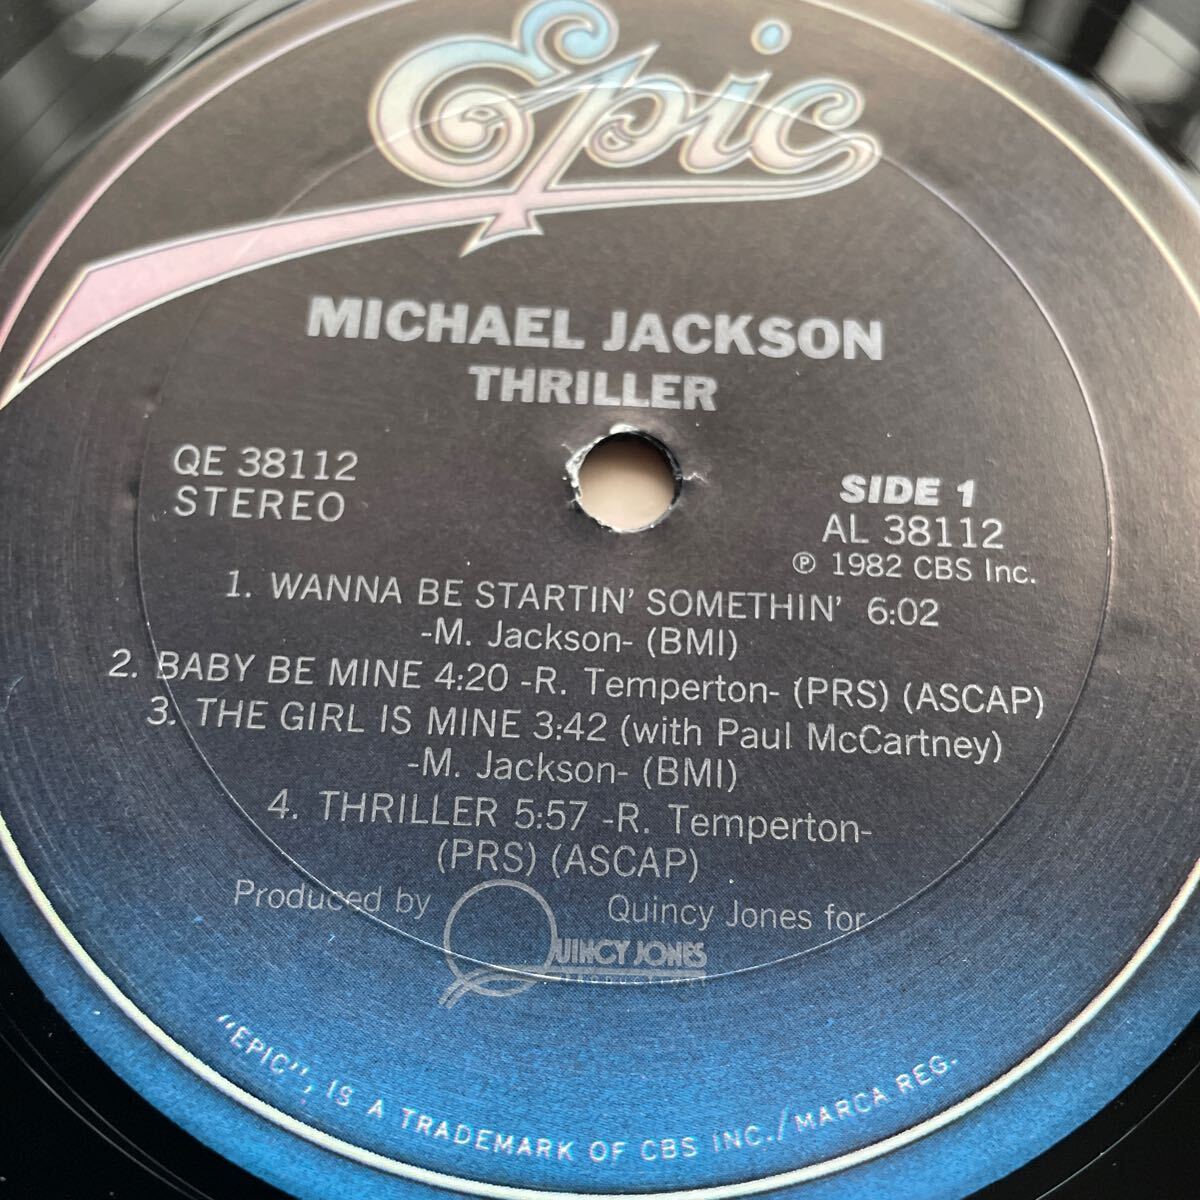 Epic
MICHAEL JACKSON
THRILLER
QE 38112
STEREO
SIDE 1
AL 38112
℗ 1982 CBS Inc.
1. WANNA BE STARTIN' SOMETHIN' 6:02
-M. Jackson- (BMI)
2. BABY BE MINE 4:20 -R. Temperton- (PRS) (ASCAP)
3. THE GIRL IS MINE 3:42 (with Paul McCartney)
-M. Jackson- (BMI)
4. THRILLER 5:57 -R. Temperton-
(PRS) (ASCAP)
Produced by Quincy Jones for
QUINCY JONES
"EPIC", IS A TRADEMARK OF CBS INC./MARCA REG.